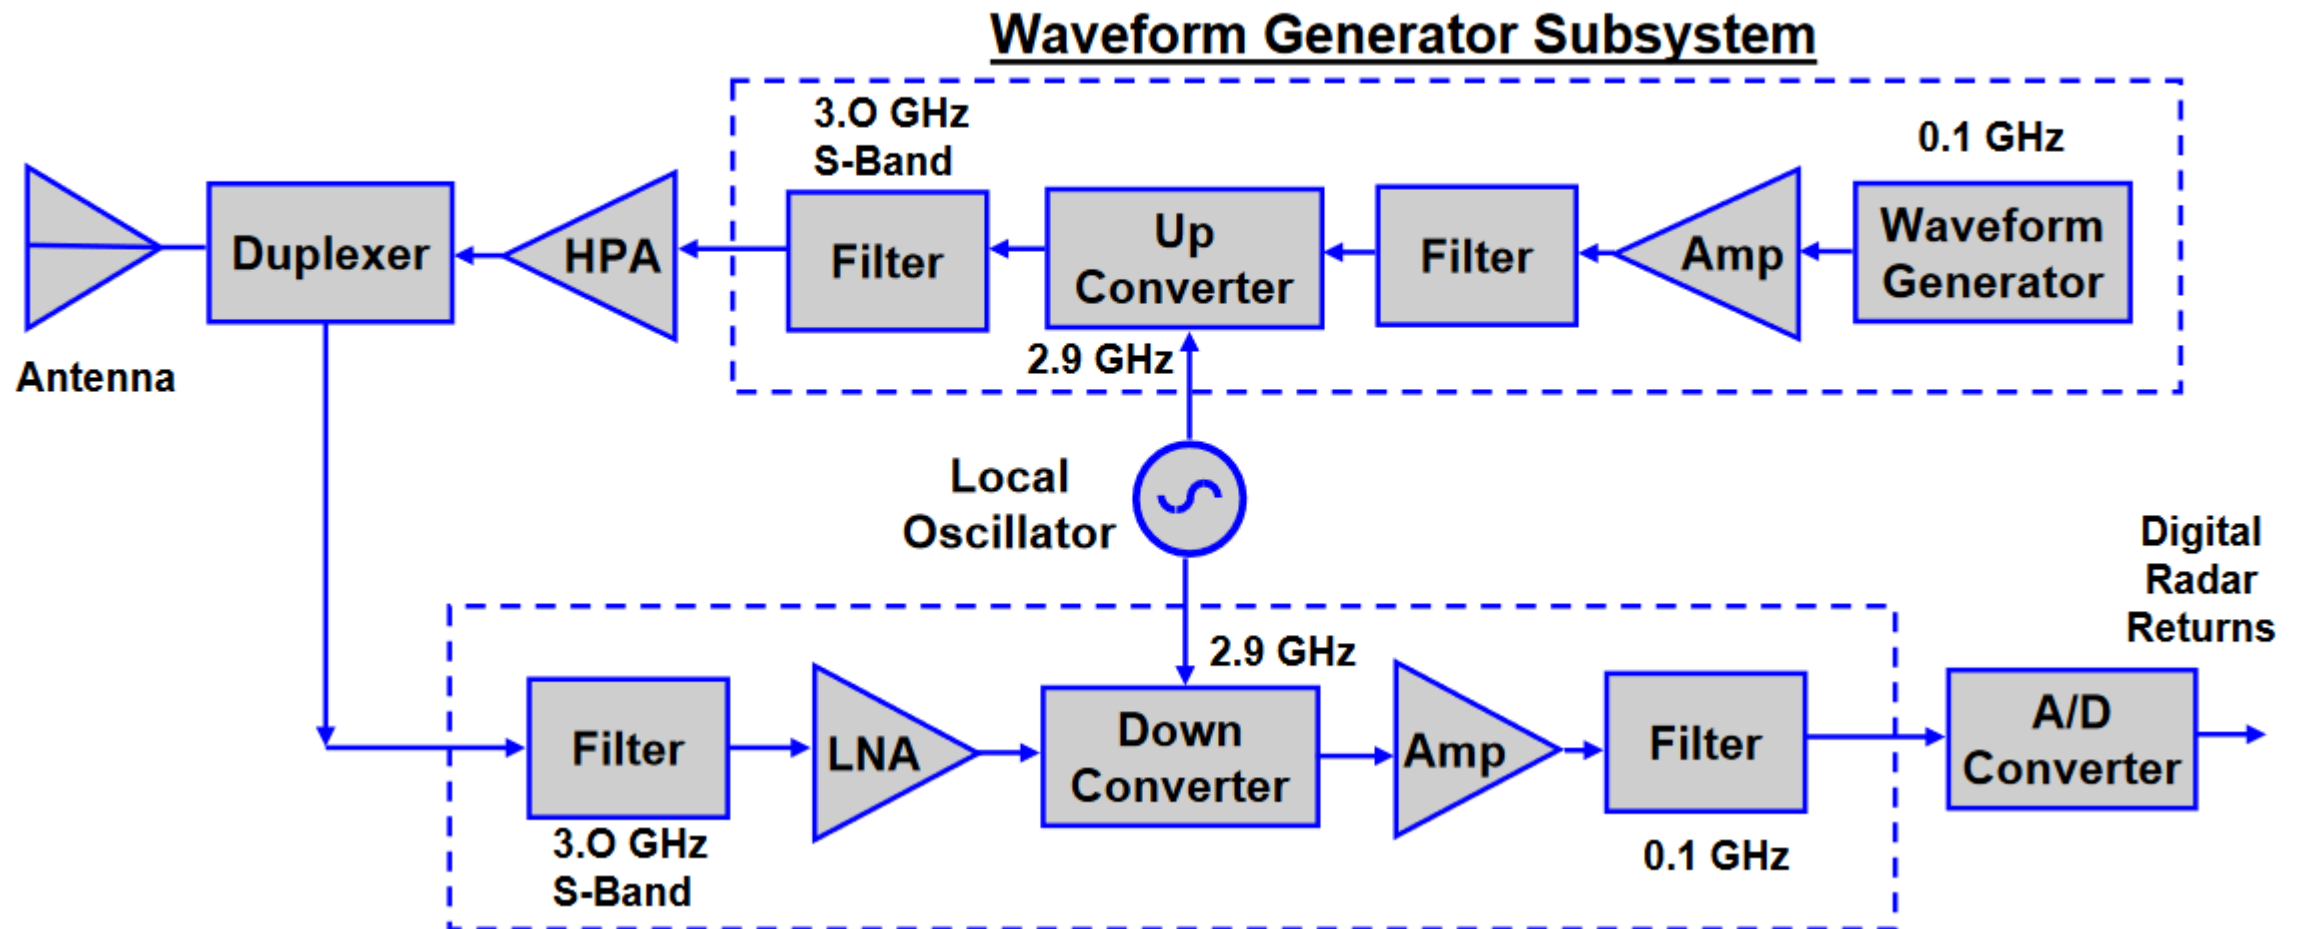 Waveform Generator Subsystem
3.O GHz
S-Band
0.1 GHz
Duplexer
HPA
Filter
Up
Converter
Filter
Amp
Waveform
Generator
Antenna
2.9 GHz
Local
Oscillator
Digital
Radar
Returns
2.9 GHz
Filter
LNA
Down
Converter
Amp
Filter
A/D
Converter
3.O GHz
S-Band
0.1 GHz